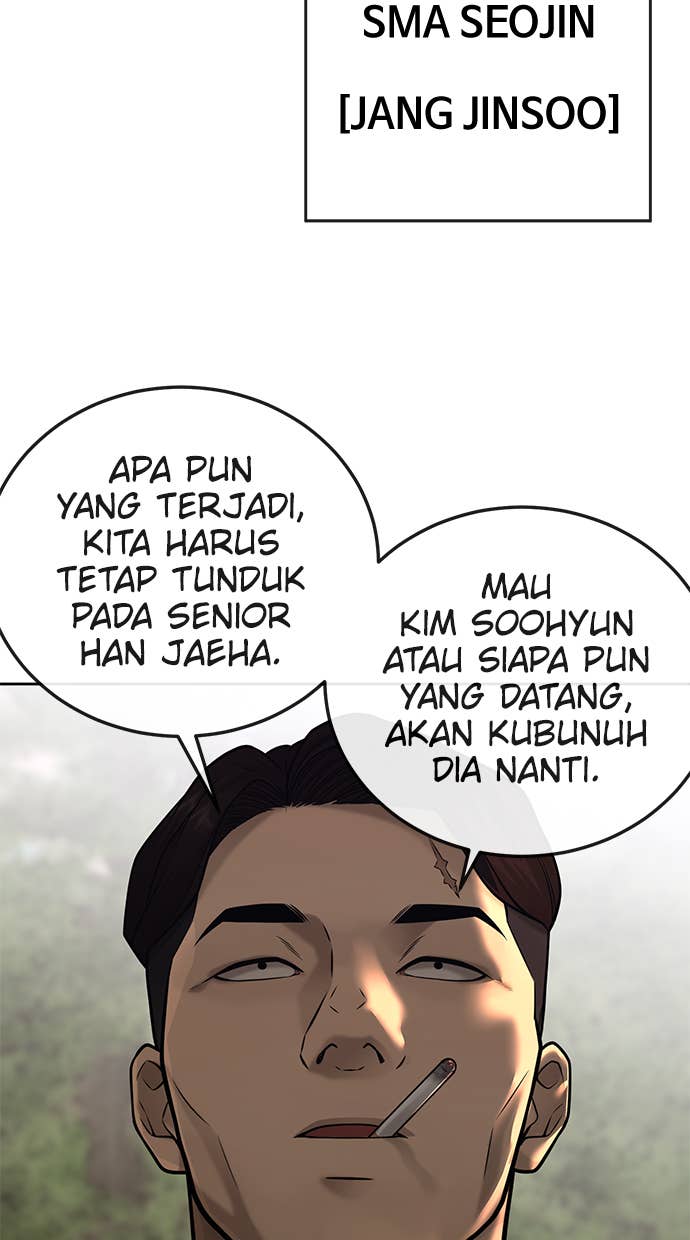 SMA SEOJIN
[JANG JINSOO]
APA PUN
YANG TERJADI,
KITA HARUS
TETAP TUNDUK
PADA SENIOR
HAN JAEHA.
MAU
KIM SOOHYUN
ATAU SIAPA PUN
YANG DATANG,
AKAN KUBUNUH
DIA NANTI.